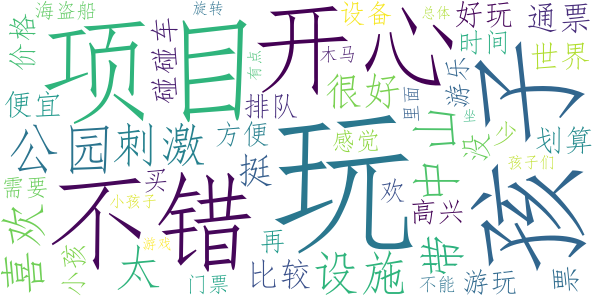 海盗船
旋转
开心
设备
好玩
通票
总体
价格
项目
碰碰车
有点
木马
时间
世界
便宜
排队
很好
里面
游乐
孩子
公园
刺激
方便
玩
感觉
中山
坐
没
少
划算
需要
不错
买
挺
欢
高兴
孩子们
喜欢
小孩子
小孩
太
游戏
门票
再
比较
设施
带
不能
游玩
票